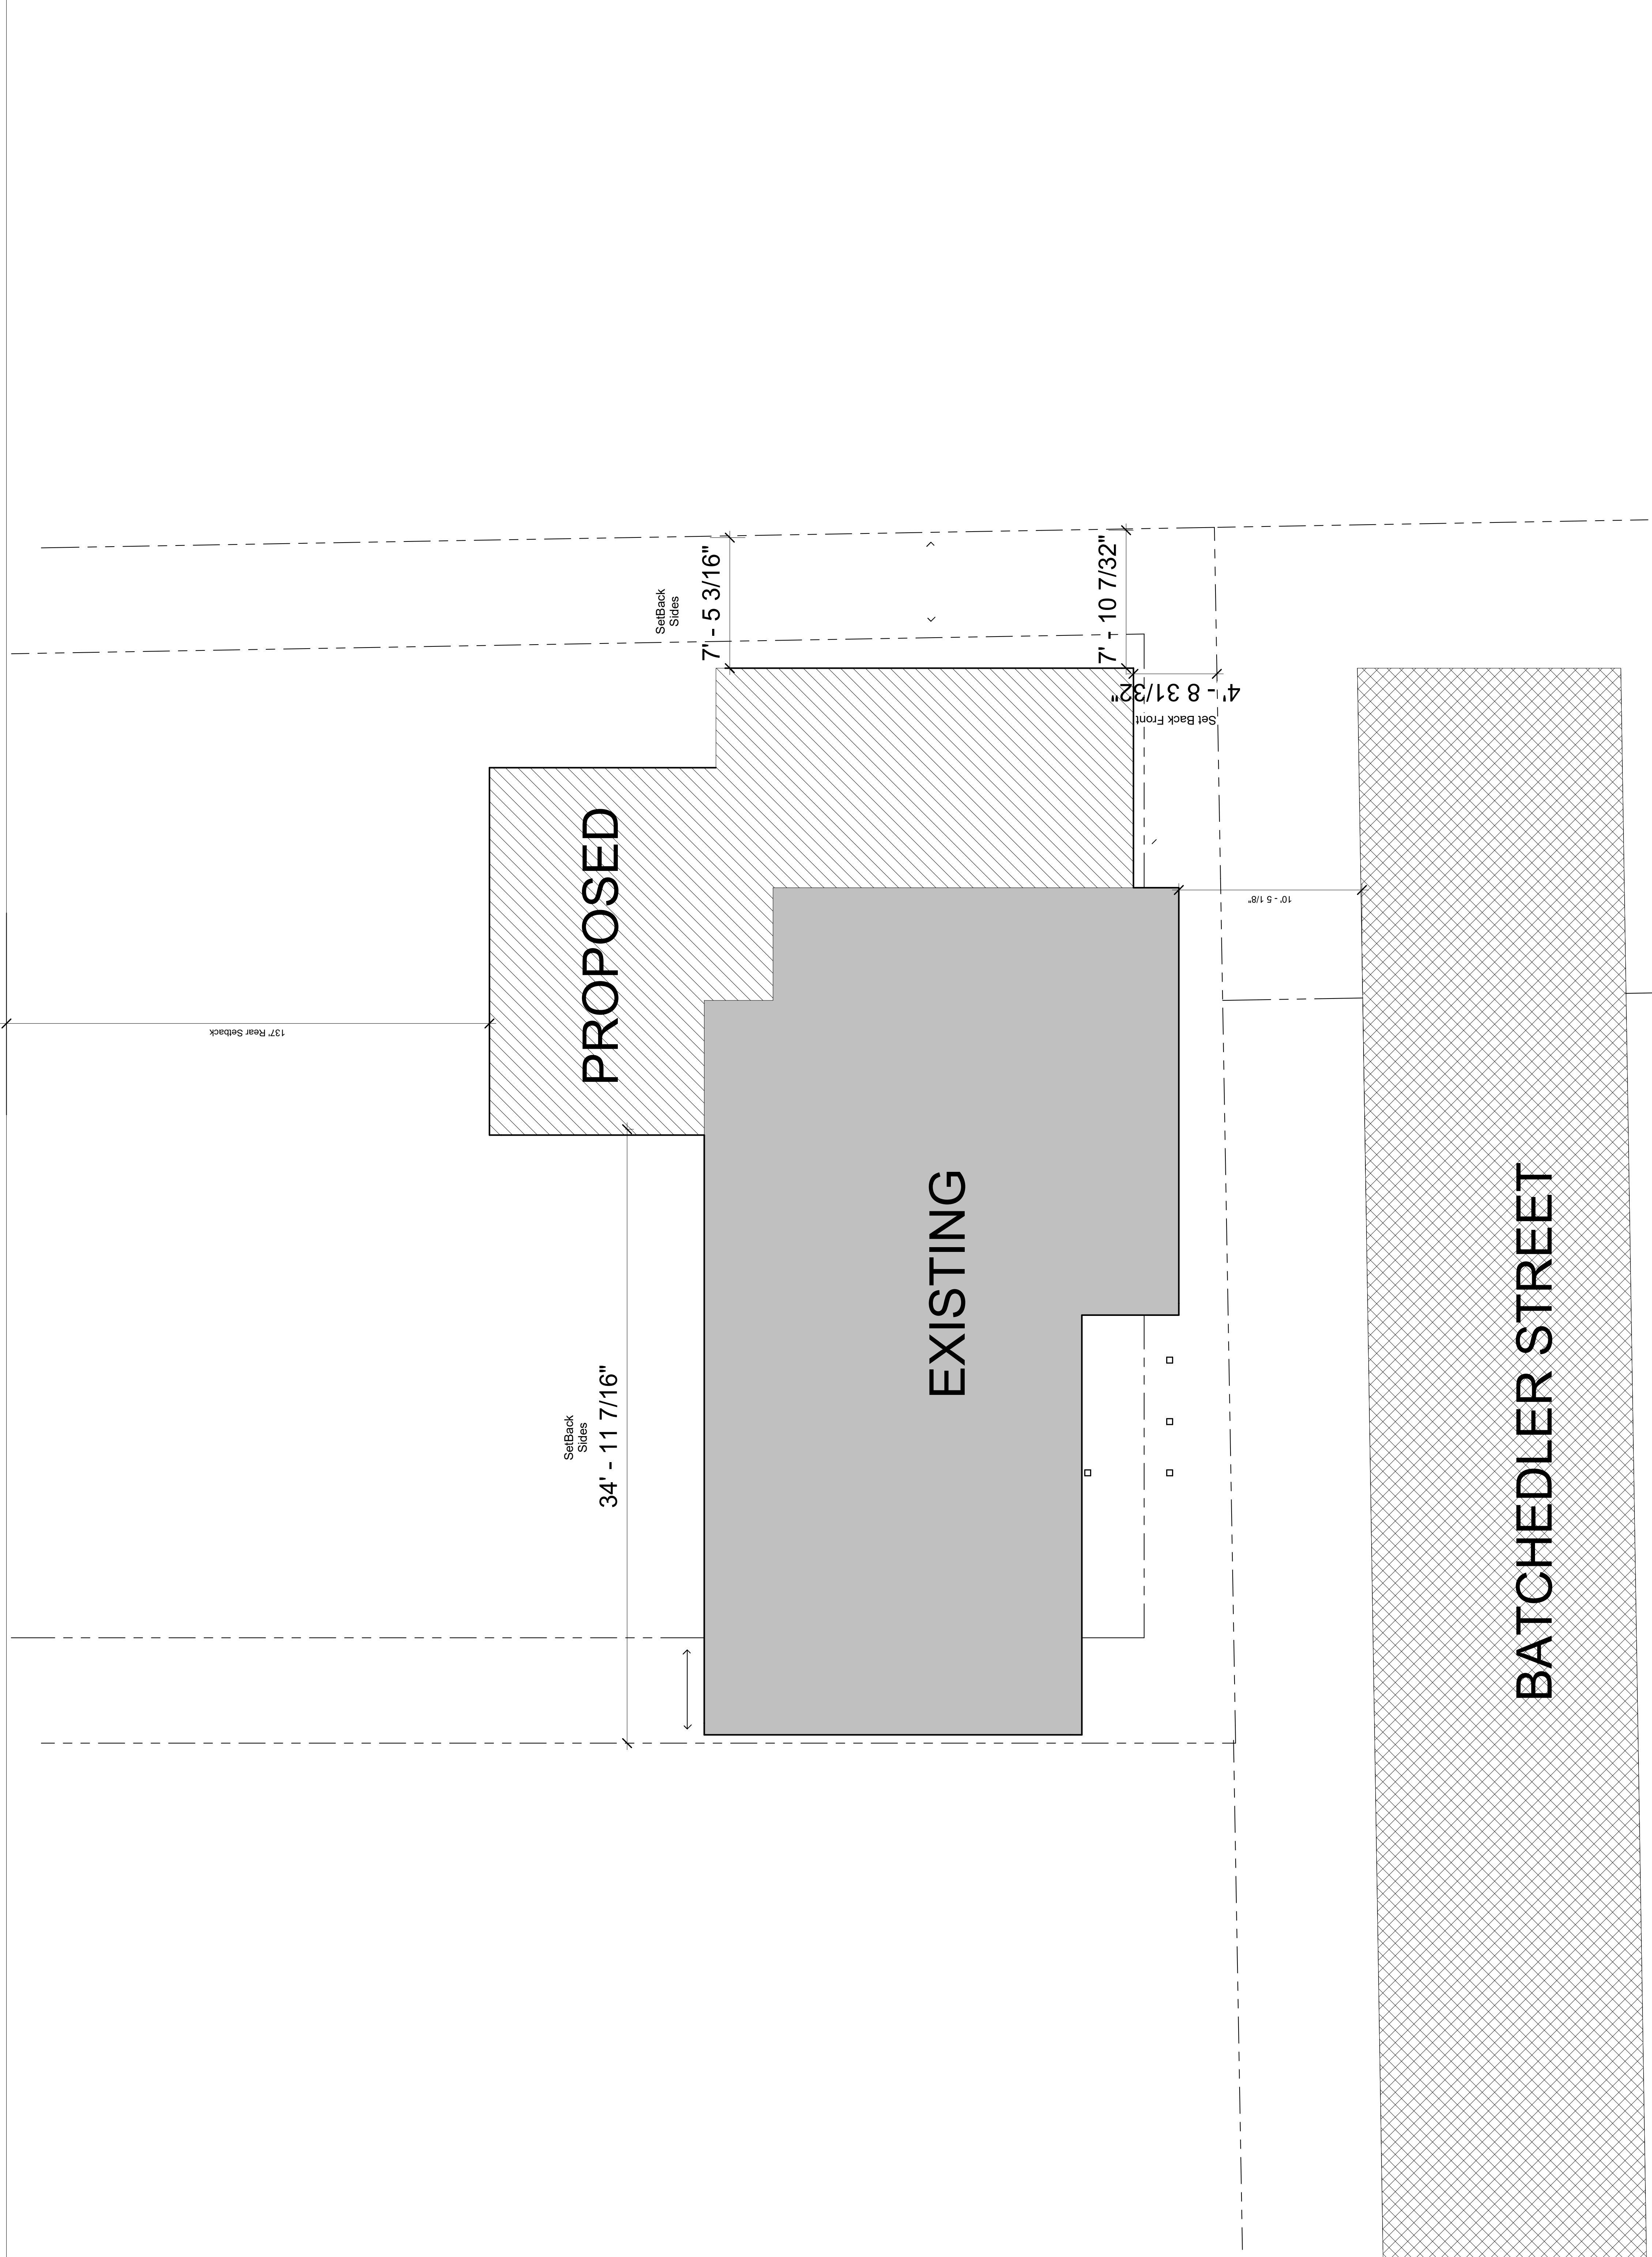 SetBack
Sides
7' - 5 3/16"
7' - 10 7/32"
4' - 8 31/32"
Set Back Front
PROPOSED
10' - 5 1/8"
137' Rear Setback
EXISTING
BATCHEDLER STREET
SetBack
Sides
34' - 11 7/16"